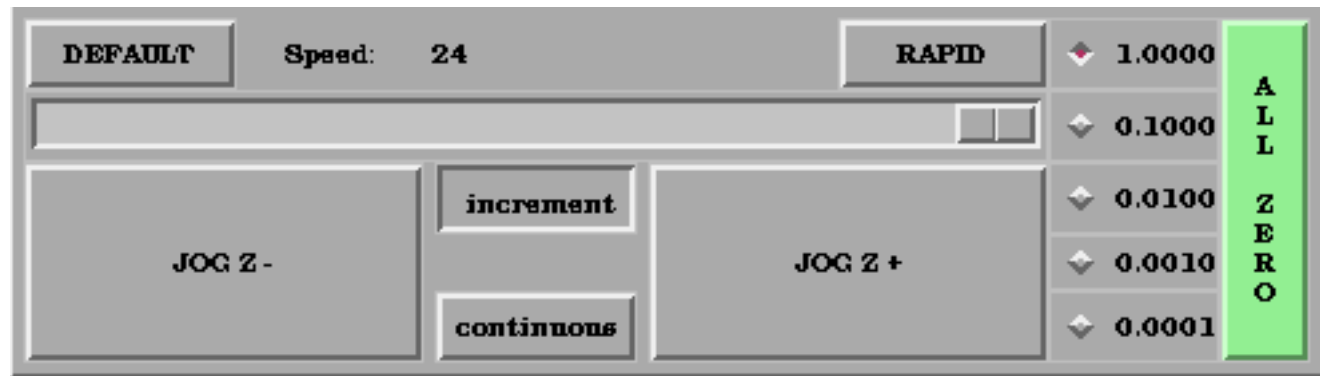 DEFAULT Speed: 24 RAPID
1.0000
0.1000
increment
0.0100
JOG Z - JOG Z +
0.0010
continuous
0.0001
ALL ZERO